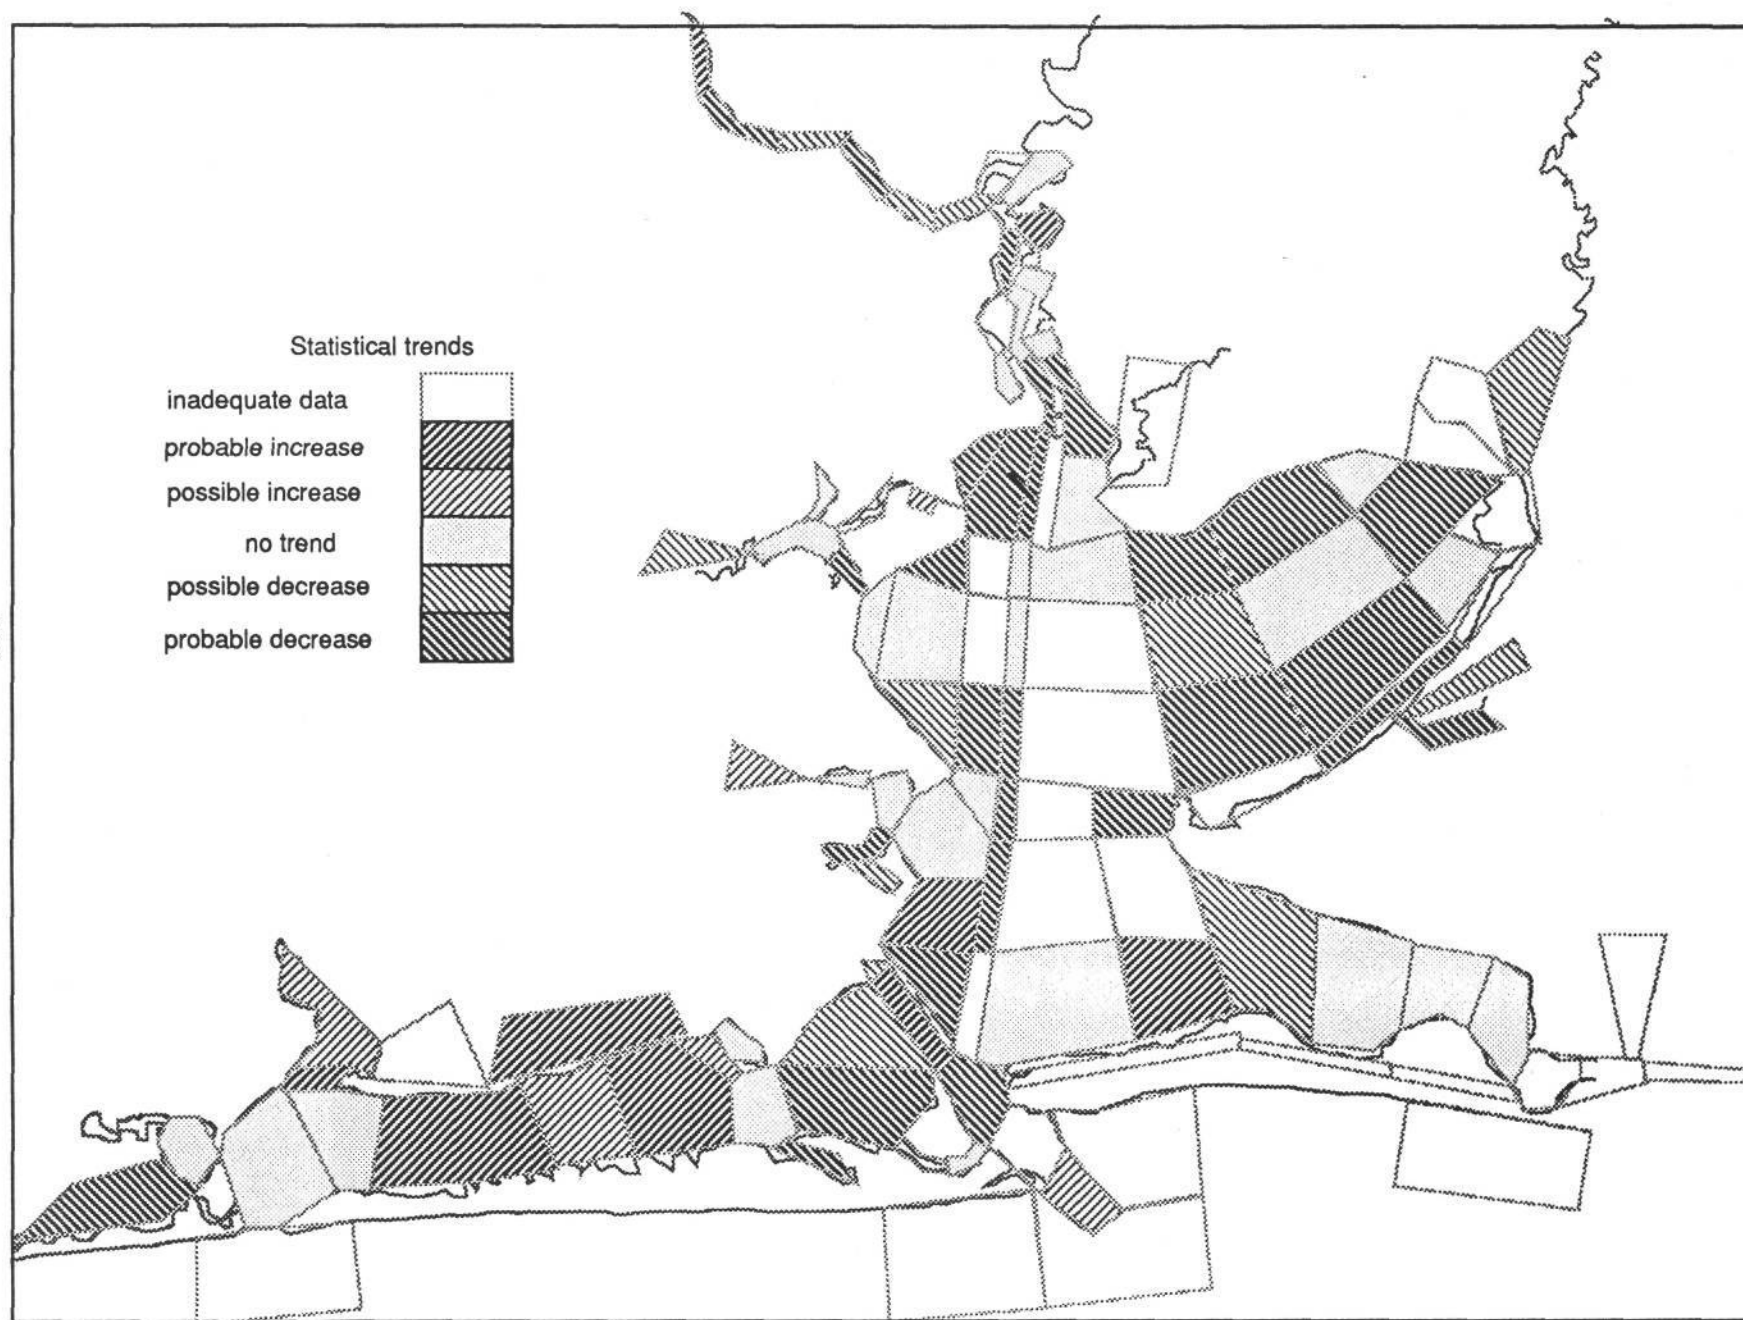 Statistical trends
inadequate data
probable increase
possible increase
no trend
possible decrease
probable decrease